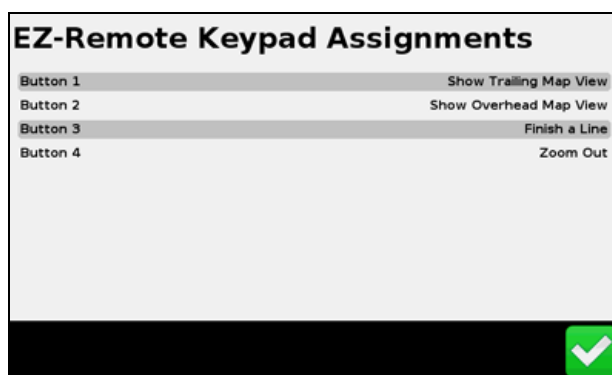 EZ-Remote Keypad Assignments
Button 1 Show Trailing Map View
Button 2 Show Overhead Map View
Button 3 Finish a Line
Button 4 Zoom Out